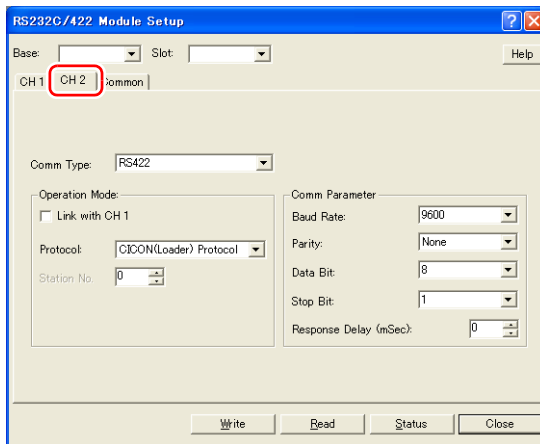 RS232C/422 Module Setup
Base: Slot: Help
CH 1 CH 2 Common
Comm Type: RS422
Operation Mode:
Link with CH 1
Protocol: CICON(Loader) Protocol
Station No. 0
Comm Parameter
Baud Rate: 9600
Parity: None
Data Bit: 8
Stop Bit: 1
Response Delay (mSec): 0
Write Read Status Close